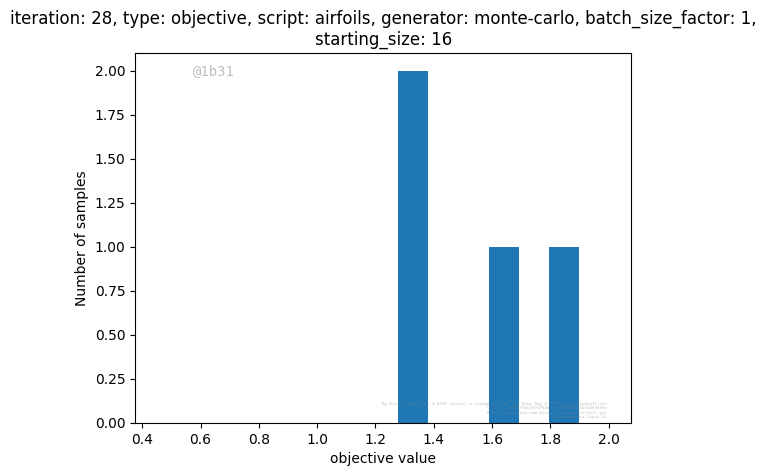 iteration: 28, type: objective, script: airfoils, generator: monte-carlo, batch_size_factor: 1,
starting_size: 16
@1b31
2.00
1.75
1.50
1.25
1.00
0.75
0.50
0.25
0.00
Number of samples
0.4 0.6 0.8 1.0 1.2 1.4 1.6 1.8 2.0
objective value